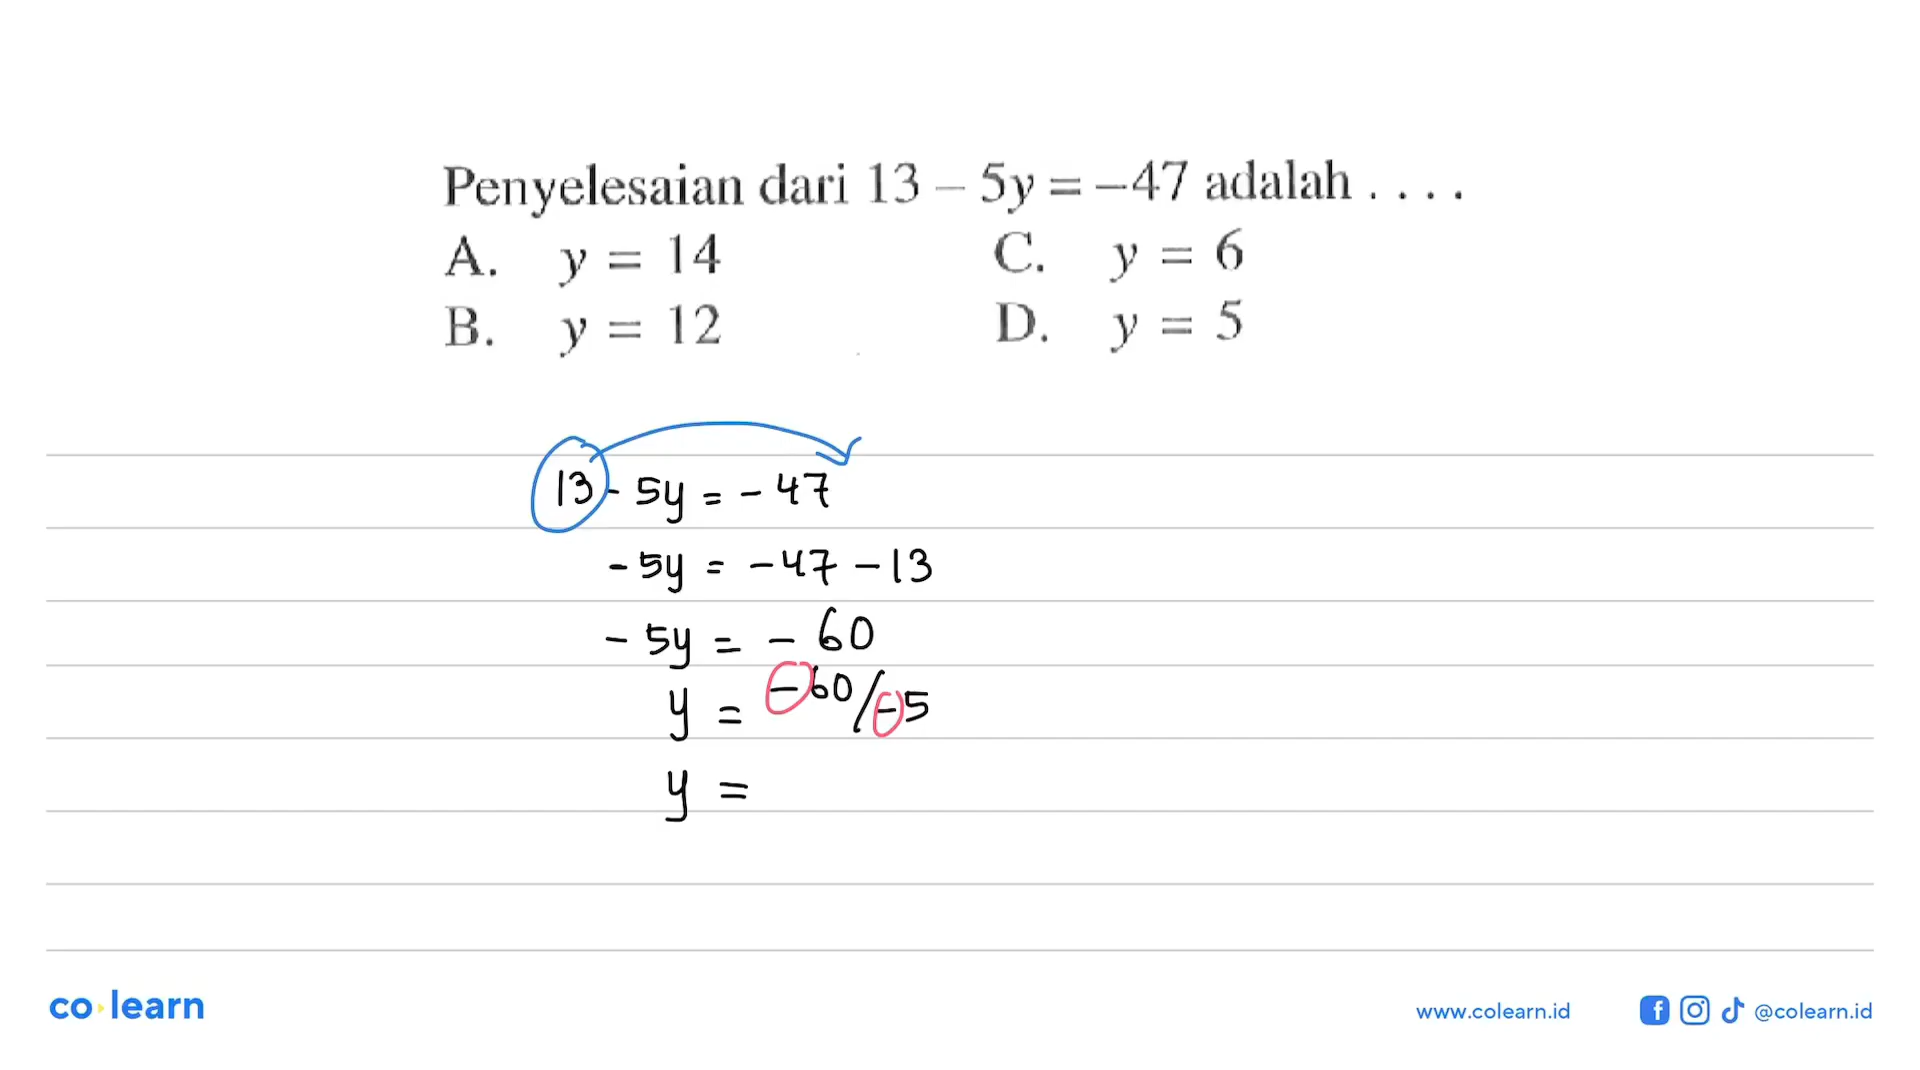 Penyelesaian dari 13 – 5y = –47 adalah . . . .
A. y = 14 C. y = 6
B. y = 12 D. y = 5
13 - 5y = - 47
- 5y = - 47 - 13
- 5y = - 60
y = -60/-5
y =
co learn
www.colearn.id @colearn.id